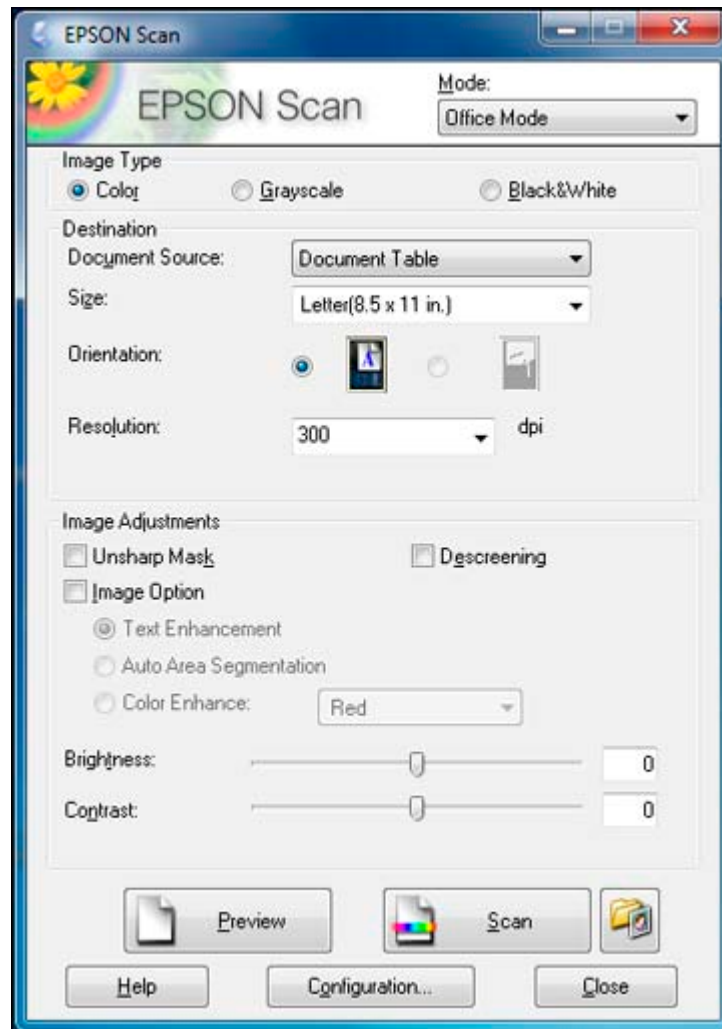 EPSON Scan
EPSON Scan
Mode:
Office Mode
Image Type
Color Grayscale Black&White
Destination
Document Source: Document Table
Size: Letter(8.5 x 11 in.)
Orientation: A
Resolution: 300 dpi
Image Adjustments
Unsharp Mask Descreening
Image Option
Text Enhancement
Auto Area Segmentation
Color Enhance: Red
Brightness: 0
Contrast: 0
Preview Scan
Help Configuration... Close